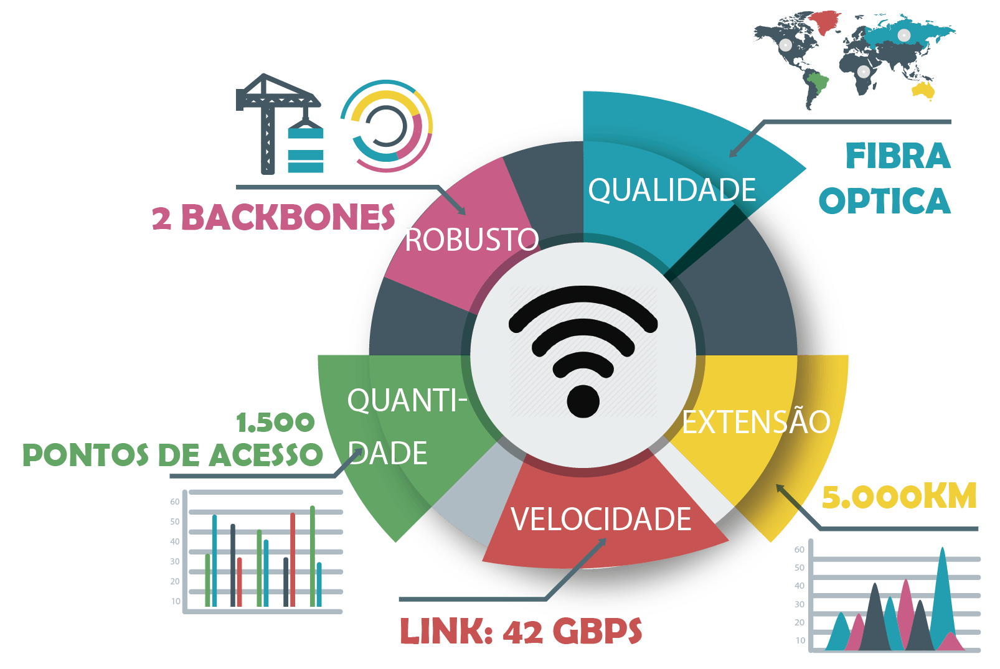 FIBRA
OPTICA
QUALIDADE
2 BACKBONES
ROBUSTO
QUANTI-
DADE
1.500
PONTOS DE ACESSO
EXTENSÃO
5.000KM
VELOCIDADE
LINK: 42 GBPS
60
50
40
30
20
10
60
50
40
30
20
10